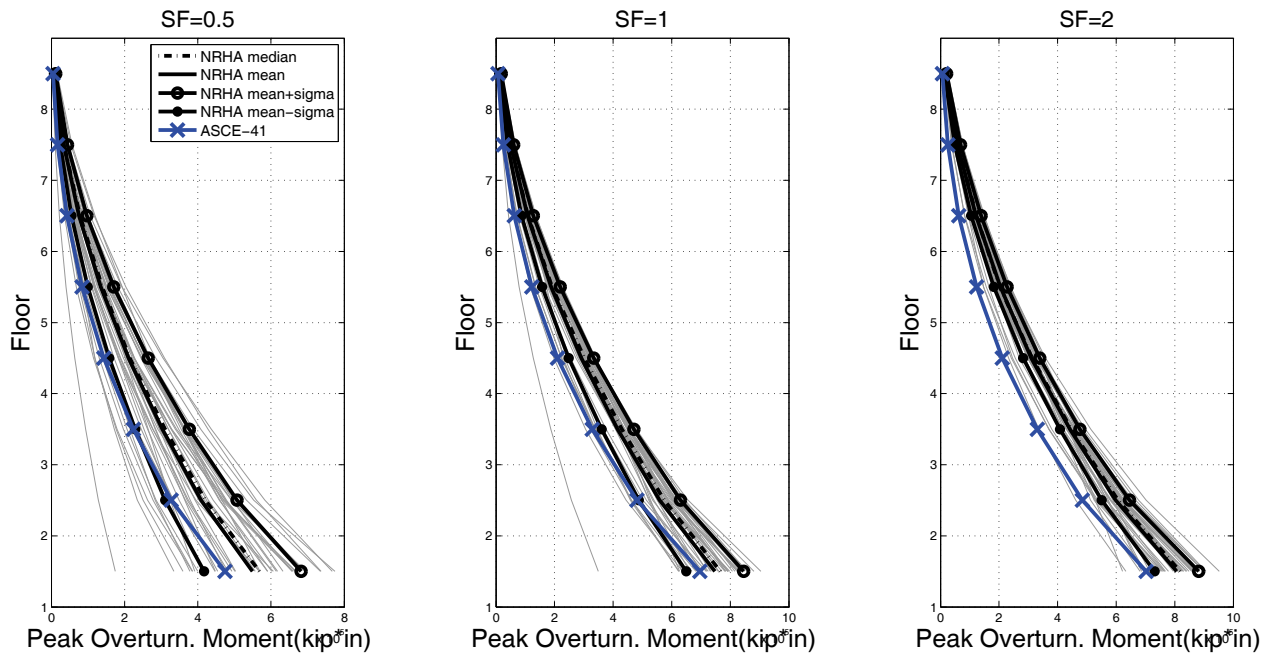 SF=0.5
SF=1
SF=2
NRHA median
NRHA mean
NRHA mean+sigma
NRHA mean−sigma
ASCE−41
Floor
8
7
6
5
4
3
2
1
0 2 4 6 8
Peak Overturn. Moment(kip*in)
Floor
8
7
6
5
4
3
2
1
0 2 4 6 8 10
Peak Overturn. Moment(kip*in)
Floor
8
7
6
5
4
3
2
1
0 2 4 6 8 10
Peak Overturn. Moment(kip*in)